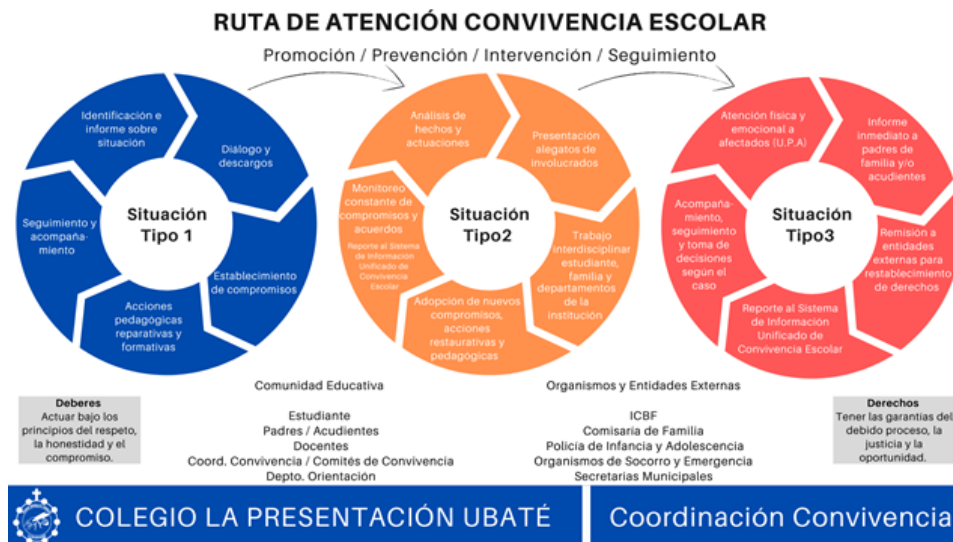 RUTA DE ATENCIÓN CONVIVENCIA ESCOLAR
Promoción / Prevención / Intervención / Seguimiento
Situación
Tipo 1
Identificación e
informe sobre
situación
Diálogo y
descargos
Establecimiento
de compromisos
Acciones
pedagógicas
reparativas y
formativas
Seguimiento y
acompaña-
miento
Situación
Tipo2
Análisis de
hechos y
actuaciones
Presentación
alegatos de
involucrados
Trabajo
interdisciplinar
estudiante,
familia y
departamentos
de la
institución
Adopción de nuevos
compromisos,
acciones
restaurativas y
pedagógicas
Monitoreo
constante de
compromisos y
acuerdos
Reporte al Sistema
de Informacion
Unificado de
Convivencia
Escolar
Situación
Tipo3
Atención física y
emocional a
afectados (U.P.A)
Informe
inmediato a
padres de
familia y/o
acudientes
Remisión a
entidades
externas para
restablecimiento
de derechos
Reporte al Sistema
de Información
Unificado de
Convivencia Escolar
Acompaña-
miento,
seguimiento
y toma de
decisiones
según el
caso
Deberes
Actuar bajo los
principios del respeto,
la honestidad y el
compromiso.
Comunidad Educativa
Estudiante
Padres / Acudientes
Docentes
Coord. Convivencia / Comités de Convivencia
Depto. Orientación
Organismos y Entidades Externas
ICBF
Comisaria de Familia
Policía de Infancia y Adolescencia
Organismos de Socorro y Emergencia
Secretarias Municipales
Derechos
Tener las garantías del
debido proceso, la
justicia y la
oportunidad.
COLEGIO LA PRESENTACIÓN UBATÉ
Coordinación Convivencia